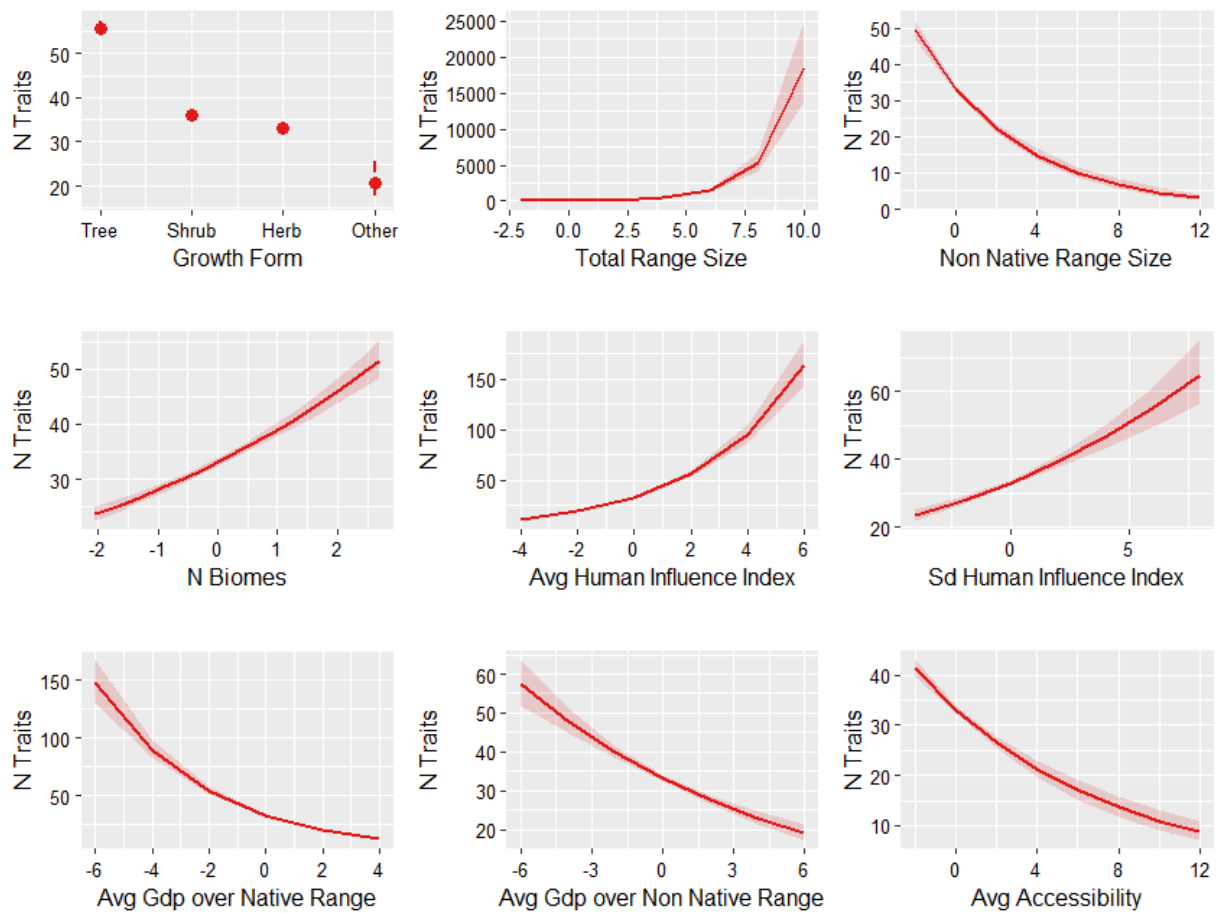 N Traits
50
40
30
20
Tree Shrub Herb Other
Growth Form
N Traits
25000
20000
15000
10000
5000
0
-2.5 0.0 2.5 5.0 7.5 10.0
Total Range Size
N Traits
50
40
30
20
10
0
0 4 8 12
Non Native Range Size
N Traits
50
40
30
-2 -1 0 1 2
N Biomes
N Traits
150
100
50
-4 -2 0 2 4 6
Avg Human Influence Index
N Traits
60
40
20
0 5
Sd Human Influence Index
N Traits
150
100
50
-6 -4 -2 0 2 4
Avg Gdp over Native Range
N Traits
60
50
40
30
20
-6 -3 0 3 6
Avg Gdp over Non Native Range
N Traits
40
30
20
10
0 4 8 12
Avg Accessibility